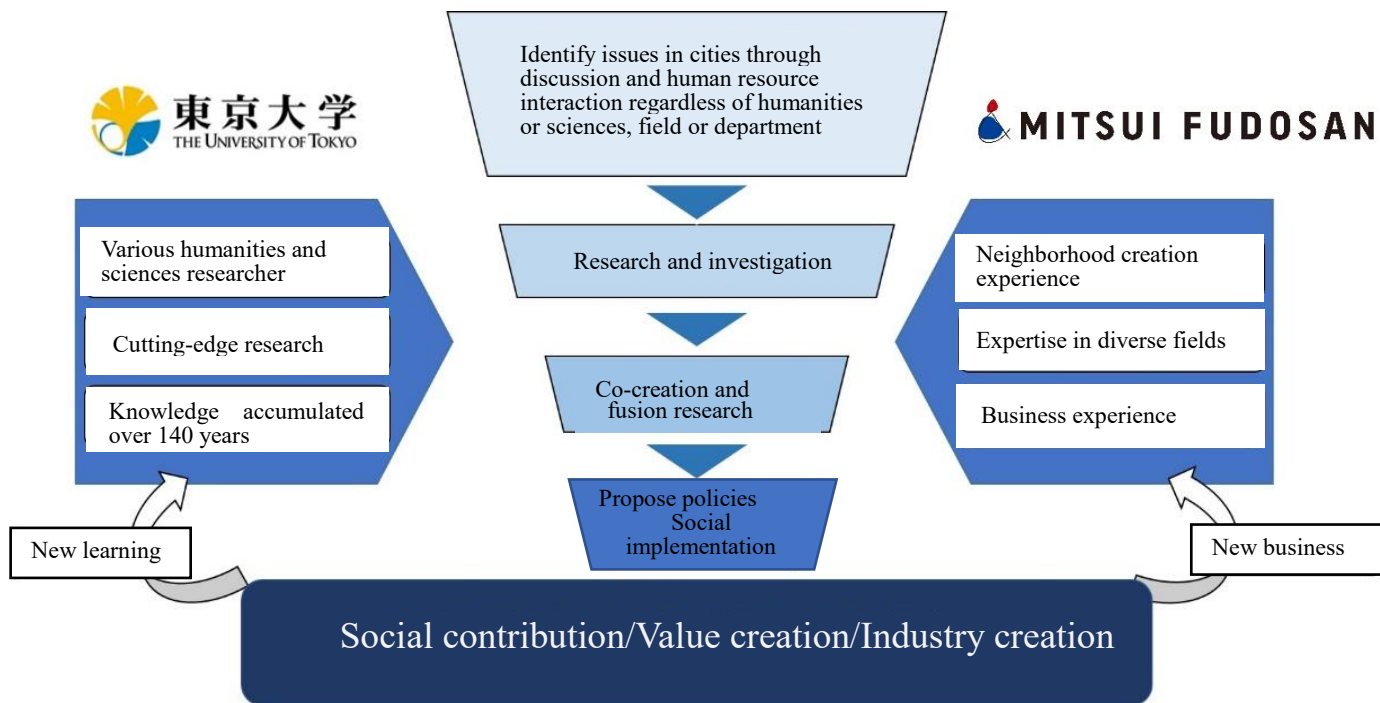 Identify issues in cities through
discussion and human resource
interaction regardless of humanities
or sciences, field or department
東京大学
THE UNIVERSITY OF TOKYO
MITSUI FUDOSAN
Various humanities and
sciences researcher
Cutting-edge research
Knowledge accumulated
over 140 years
Research and investigation
Co-creation and
fusion research
Propose policies
Social
implementation
Neighborhood creation
experience
Expertise in diverse fields
Business experience
New learning
New business
Social contribution/Value creation/Industry creation